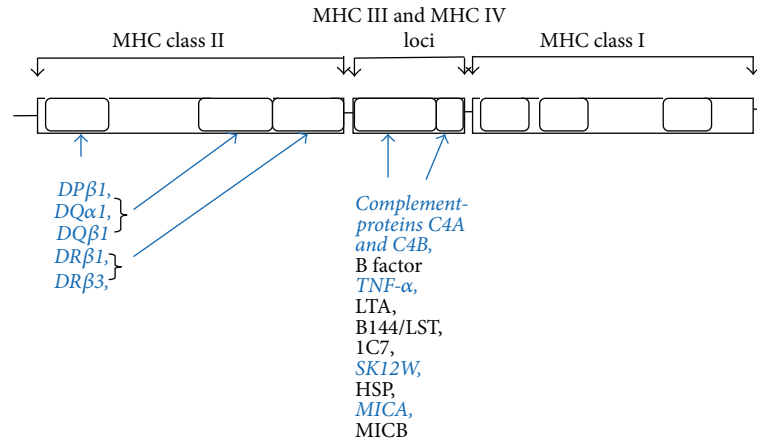 MHC III and MHC IV
loci
MHC class II
MHC class I
DPβ1,
DQα1,
DQβ1
DRβ1,
DRβ3,
Complement-
proteins C4A
and C4B,
B factor
TNF-α,
LTA,
B144/LST,
1C7,
SK12W,
HSP,
MICA,
MICB